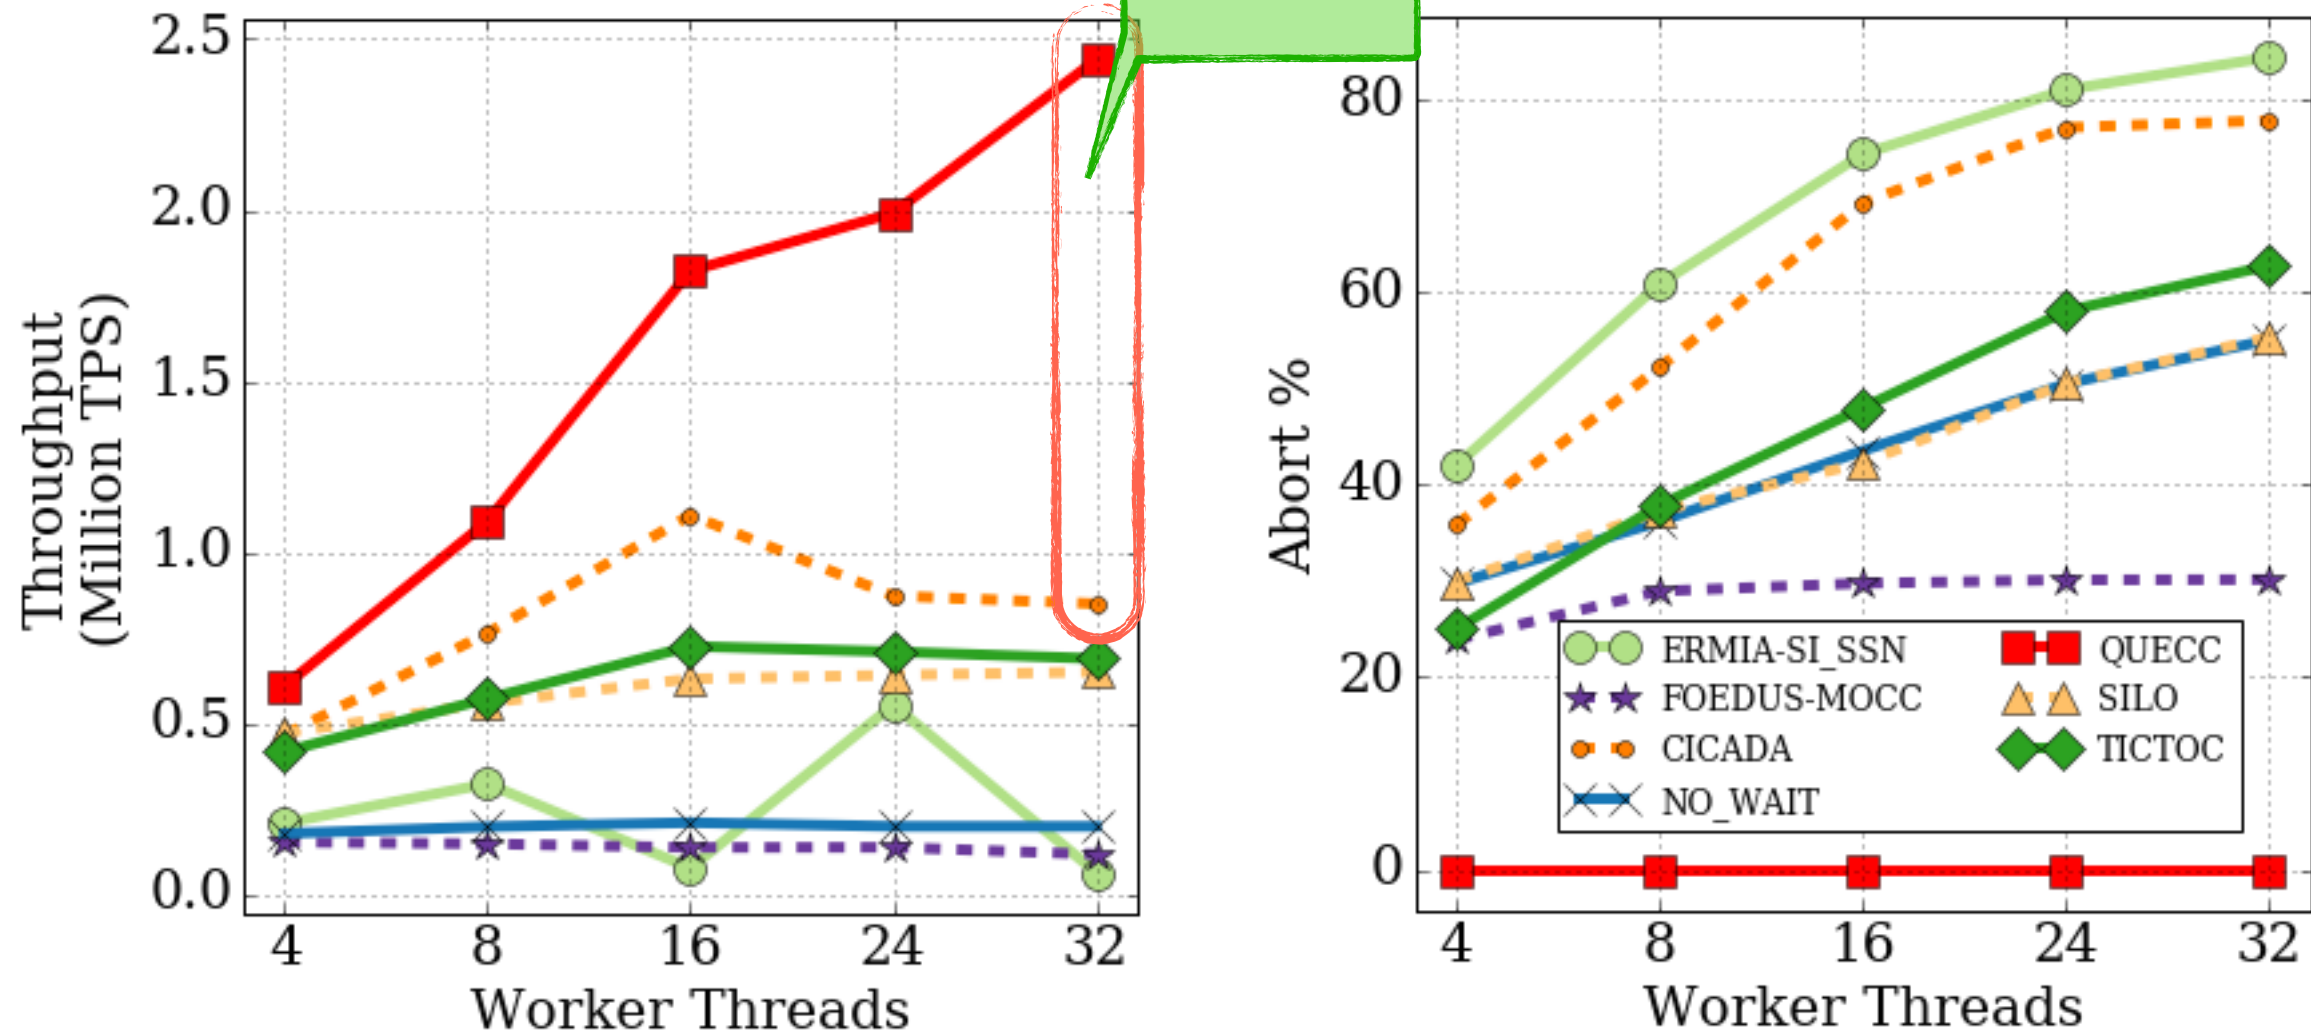 2.5
2.0
1.5
1.0
0.5
0.0
Throughput
(Million TPS)
4 8 16 24 32
Worker Threads
80
60
40
20
0
Abort %
ERMIA-SI_SSN
FOEDUS-MOCC
CICADA
NO_WAIT
QUECC
SILO
TICTOC
4 8 16 24 32
Worker Threads